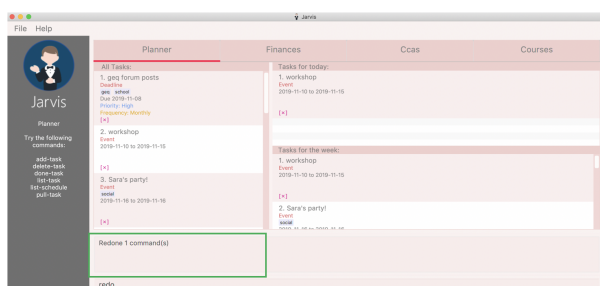 Jarvis
File Help
Jarvis
Planner
Try the following
commands:
add-task
delete-task
done-task
list-task
list-schedule
pull-task
Planner
Finances
Ccas
Courses
All Tasks:
1. geq forum posts
Deadline
geq school
Due 2019-11-08
Priority: High
Frequency: Monthly
[×]
2. workshop
Event
2019-11-10 to 2019-11-15
[×]
3. Sara's party!
Event
social
2019-11-16 to 2019-11-16
[×]
Tasks for today:
1. workshop
Event
2019-11-10 to 2019-11-15
[×]
Tasks for the week:
1. workshop
Event
2019-11-10 to 2019-11-15
[×]
2. Sara's party!
Event
social
Redone 1 command(s)
redo